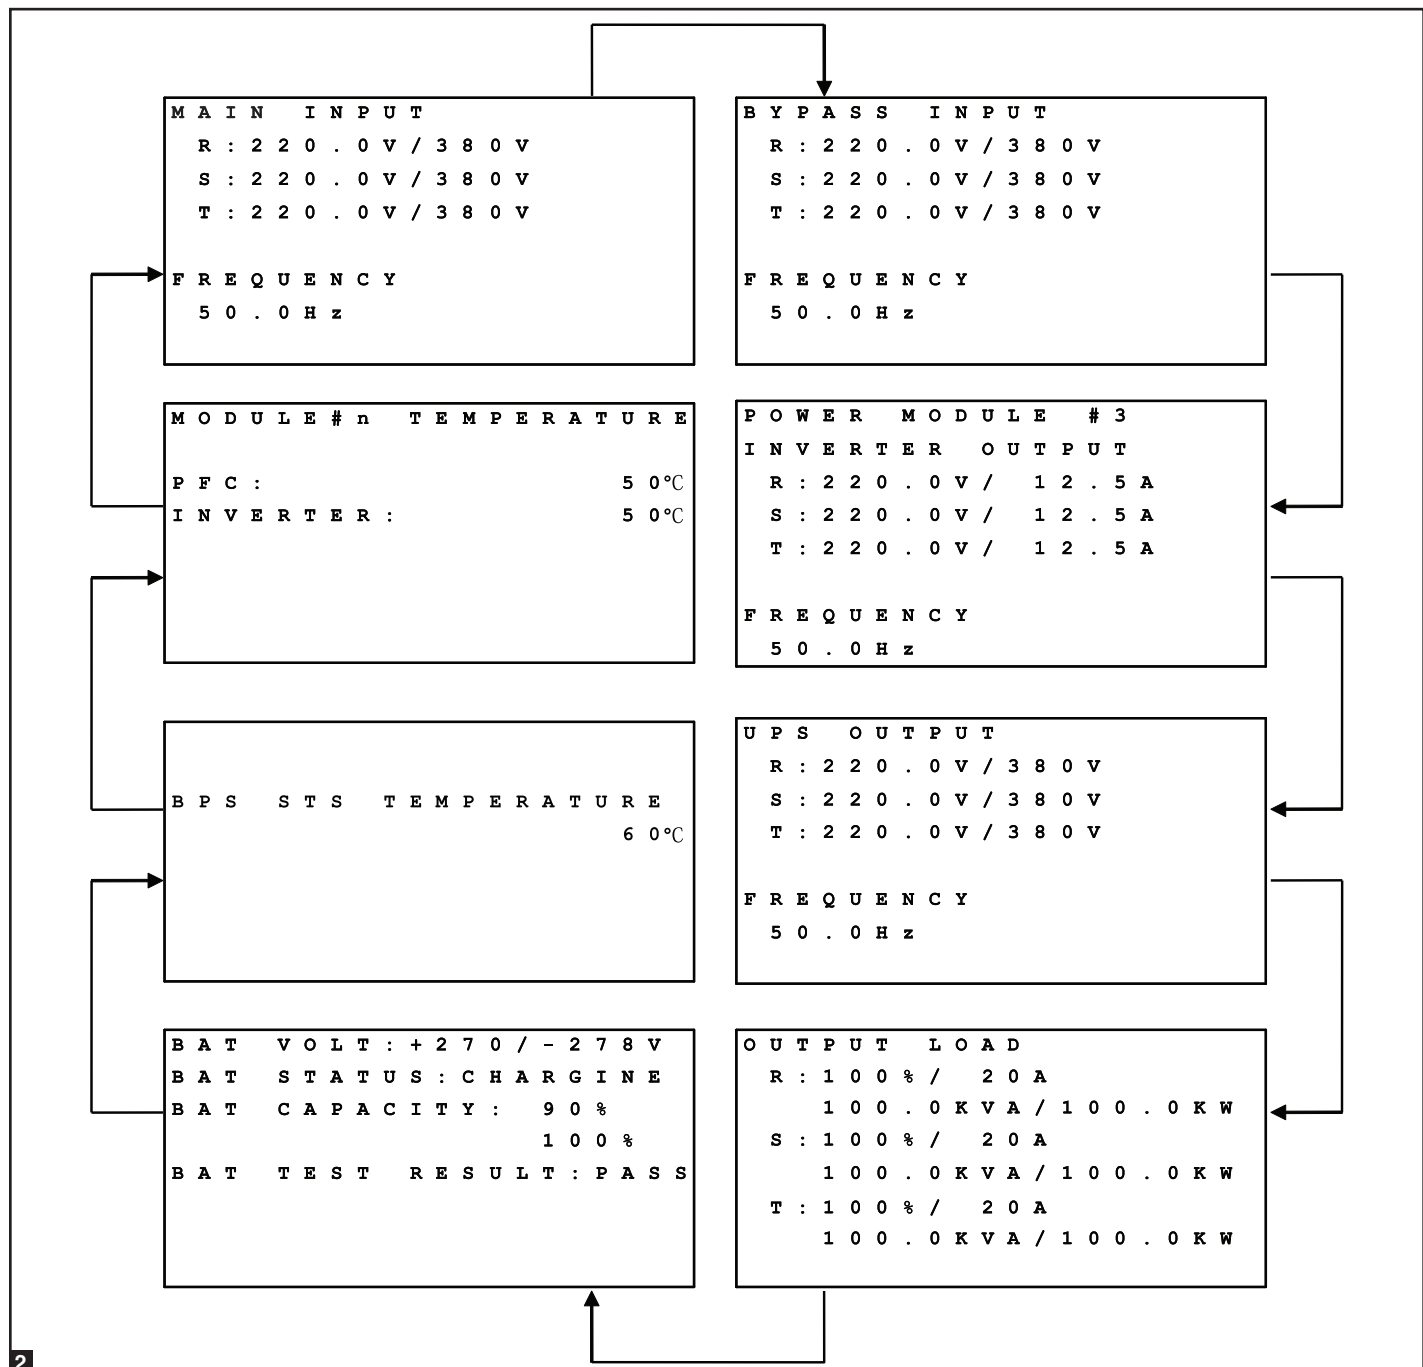 MAIN INPUT
R:220.0V/380V
S:220.0V/380V
T:220.0V/380V
FREQUENCY
50.0Hz
BYPASS INPUT
R:220.0V/380V
S:220.0V/380V
T:220.0V/380V
FREQUENCY
50.0Hz
MODULE#n TEMPERATURE
PFC: 50℃
INVERTER: 50℃
POWER MODULE #3
INVERTER OUTPUT
R:220.0V/ 12.5A
S:220.0V/ 12.5A
T:220.0V/ 12.5A
FREQUENCY
50.0Hz
BPS STS TEMPERATURE
60℃
UPS OUTPUT
R:220.0V/380V
S:220.0V/380V
T:220.0V/380V
FREQUENCY
50.0Hz
BAT VOLT:+270/-278V
BAT STATUS:CHARGINE
BAT CAPACITY: 90%
100%
BAT TEST RESULT:PASS
OUTPUT LOAD
R:100%/ 20A
100.0KVA/100.0KW
S:100%/ 20A
100.0KVA/100.0KW
T:100%/ 20A
100.0KVA/100.0KW
2